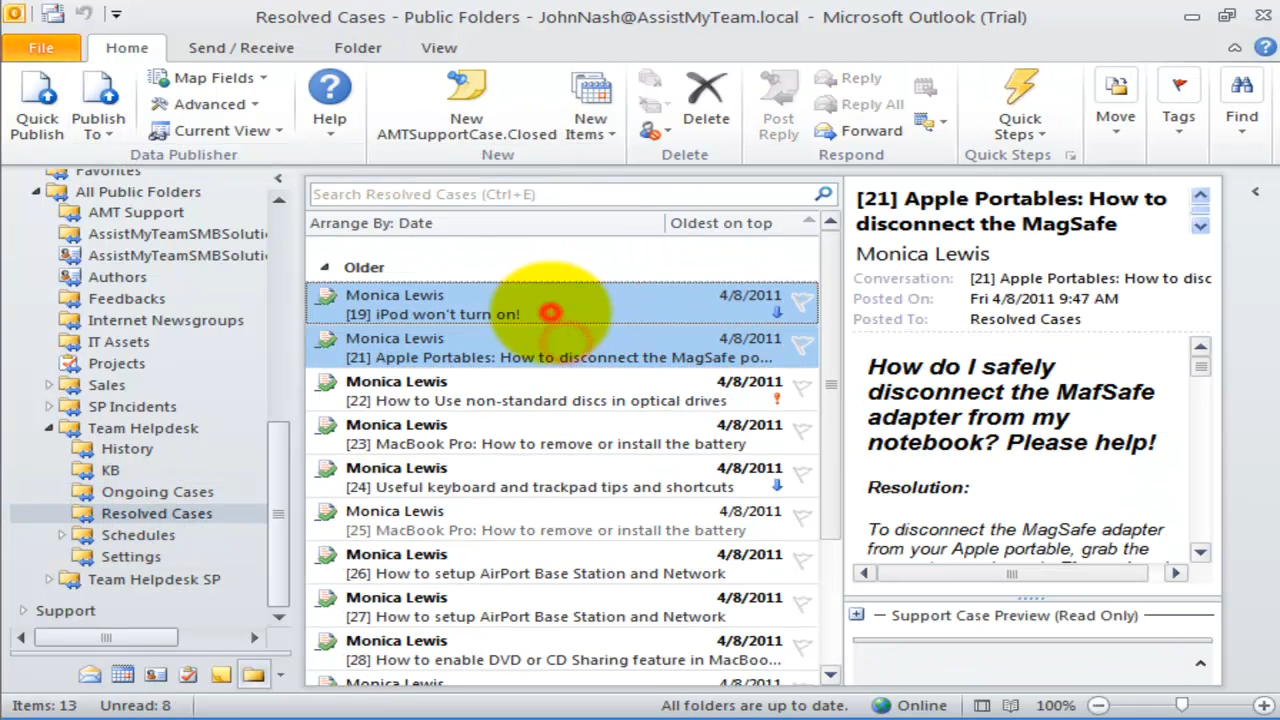 Resolved Cases - Public Folders - JohnNash@AssistMyTeam.local - Microsoft Outlook (Trial)
File Home Send / Receive Folder View
Quick Publish
Publish To
Map Fields
Advanced
Current View
Data Publisher
Help
New AMTSupportCase.Closed
New Items
New
Delete
Delete
Post Reply
Reply
Reply All
Forward
Respond
Quick Steps
Quick Steps
Move
Tags
Find
Favorites
All Public Folders
AMT Support
AssistMyTeamSMBSoluti
AssistMyTeamSMBSoluti
Authors
Feedbacks
Internet Newsgroups
IT Assets
Projects
Sales
SP Incidents
Team Helpdesk
History
KB
Ongoing Cases
Resolved Cases
Schedules
Settings
Team Helpdesk SP
Support
Search Resolved Cases (Ctrl+E)
Arrange By: Date Oldest on top
Older
Monica Lewis 4/8/2011
[19] iPod won't turn on!
Monica Lewis 4/8/2011
[21] Apple Portables: How to disconnect the MagSafe po...
Monica Lewis 4/8/2011
[22] How to Use non-standard discs in optical drives
Monica Lewis 4/8/2011
[23] MacBook Pro: How to remove or install the battery
Monica Lewis 4/8/2011
[24] Useful keyboard and trackpad tips and shortcuts
Monica Lewis 4/8/2011
[25] MacBook Pro: How to remove or install the battery
Monica Lewis 4/8/2011
[26] How to setup AirPort Base Station and Network
Monica Lewis 4/8/2011
[27] How to setup AirPort Base Station and Network
Monica Lewis 4/8/2011
[28] How to enable DVD or CD Sharing feature in MacBoo...
Monica Lewis 4/8/2011
[21] Apple Portables: How to
disconnect the MagSafe
Monica Lewis
Conversation: [21] Apple Portables: How to disc
Posted On: Fri 4/8/2011 9:47 AM
Posted To: Resolved Cases
How do I safely
disconnect the MafSafe
adapter from my
notebook? Please help!
Resolution:
To disconnect the MagSafe adapter
from your Apple portable, grab the
Support Case Preview (Read Only)
Items: 13 Unread: 8 All folders are up to date. Online 100%